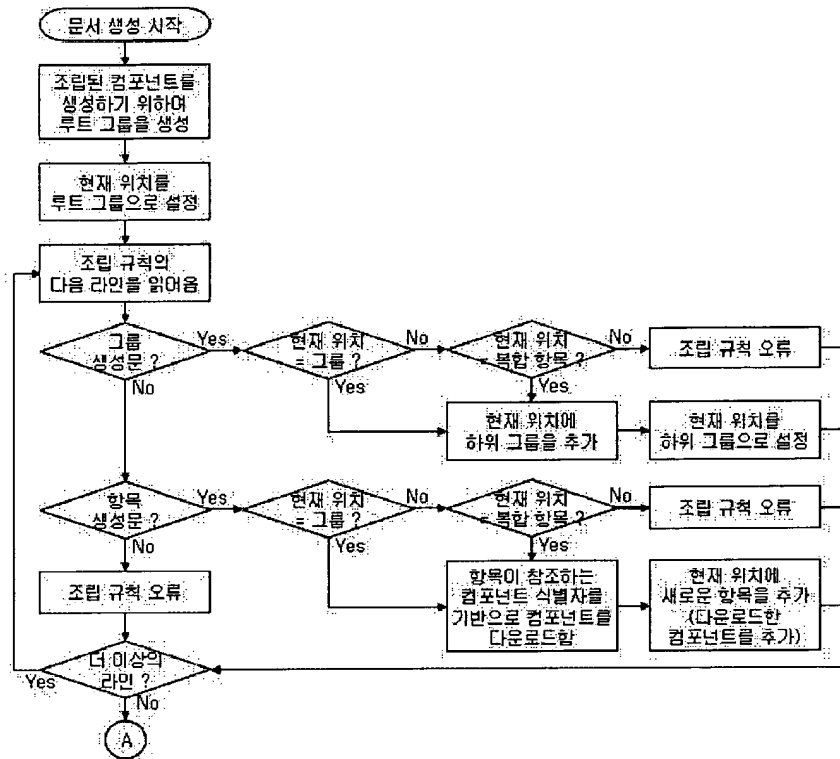 문서 생성 시작
조립된 컴포넌트를
생성하기 위하며
루트 그룹을 생성
현재 위치를
루트 그룹으로 설정
조립 규칙의
다음 라인를 읽어옴
그룹
생성문 ?
Yes
현재 위치
= 그룹 ?
No
현재 위치
= 복합 항목 ?
No
조립 규칙 오류
No
Yes
Yes
현재 위치에
하위 그룹을 추가
현재 위치를
하위 그룹으로 설정
항목
생성문 ?
Yes
현재 위치
= 그룹 ?
No
현재 위치
= 복합 항목 ?
No
조립 규칙 오류
No
Yes
Yes
조립 규칙 오류
항목이 참조하는
컴포넌트 식별자를
기반으로 컴포넌트를
다운로드함
현재 위치에
새로운 항목을 추가
(다운로드한
컴포넌트를 추가)
더 이상의
라인 ?
Yes
No
A